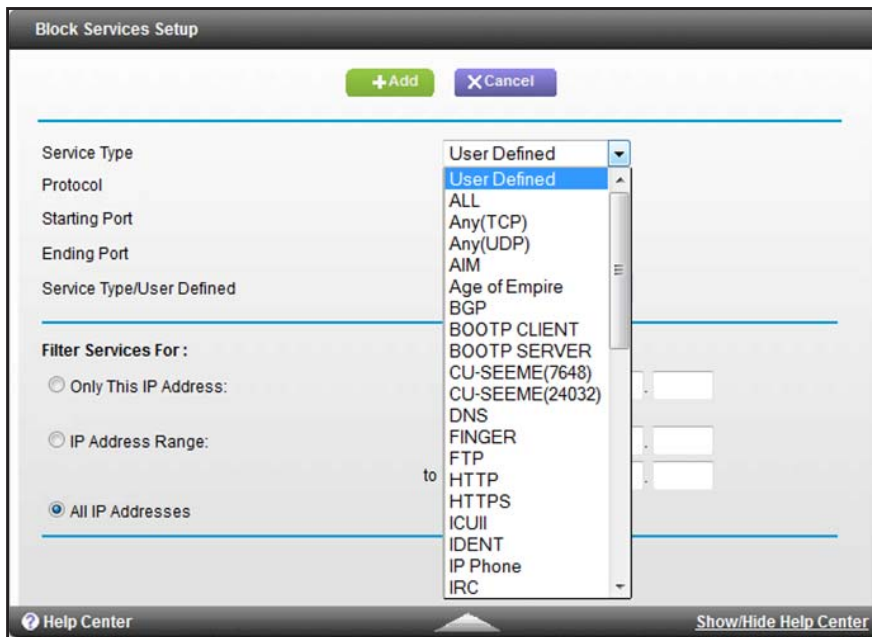 Block Services Setup
+Add XCancel
Service Type User Defined
Protocol
Starting Port
Ending Port
Service Type/User Defined
User Defined
ALL
Any(TCP)
Any(UDP)
AIM
Age of Empire
BGP
BOOTP CLIENT
BOOTP SERVER
CU-SEEME(7648)
CU-SEEME(24032)
DNS
FINGER
FTP
HTTP
HTTPS
ICUII
IDENT
IP Phone
IRC
Filter Services For :
Only This IP Address: .
IP Address Range: .
to .
All IP Addresses
? Help Center Show/Hide Help Center